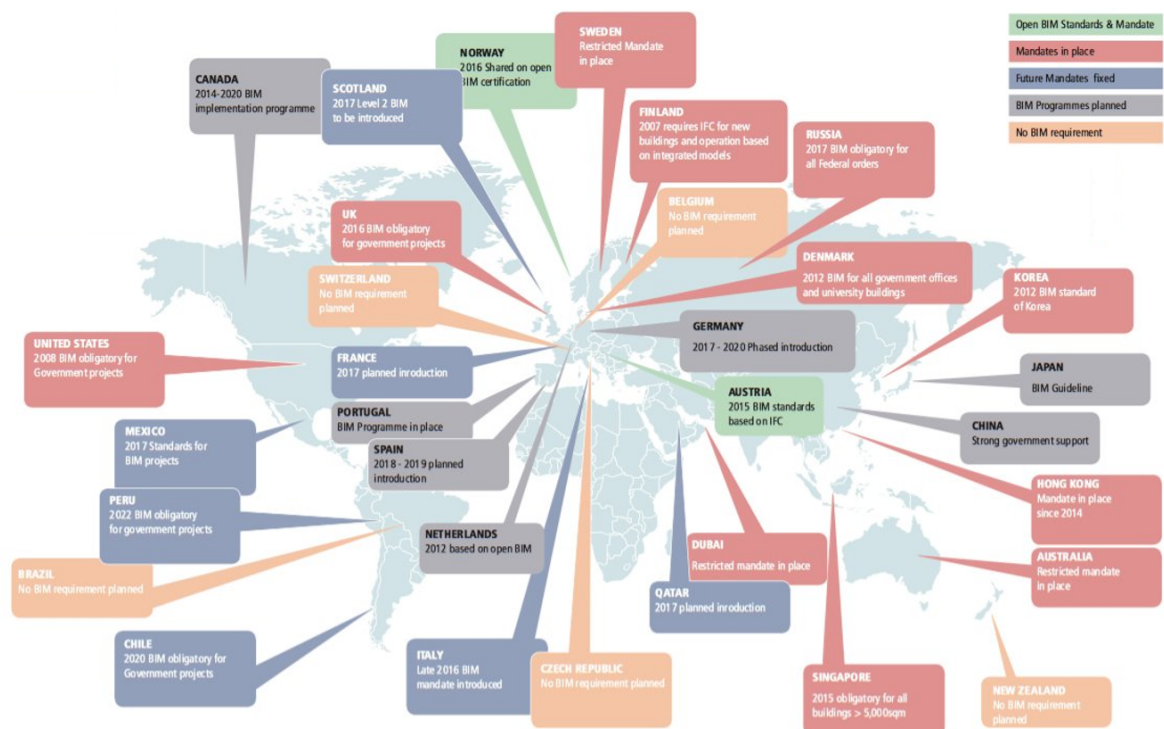 Open BIM Standards & Mandate
Mandates in place
Future Mandates  fixed
BIM Programmes planned
No BIM requirement
CANADA
2014-2020 BIM
implementation programme
SCOTLAND
2017 Level 2 BIM
to be introduced
NORWAY
2016 Shared on open
BIM certification
SWEDEN
Restricted Mandate
in place
FINLAND
2007 requires IFC for new
buildings and operation based
on integrated models
RUSSIA
2017 BIM obligatory for
all Federal orders
BELGIUM
No BIM requirement
planned
UK
2016 BIM obligatory
for government projects
SWITZERLAND
No BIM requirement
planned
DENMARK
2012 BIM for all government offices
and university buildings
KOREA
2012 BIM standard
of Korea
UNITED STATES
2008 BIM obligatory for
Government projects
FRANCE
2017 planned inroduction
GERMANY
2017 - 2020 Phased introduction
JAPAN
BIM Guideline
AUSTRIA
2015 BIM standards
based on IFC
PORTUGAL
BIM Programme in place
CHINA
Strong government support
MEXICO
2017 Standards for
BIM projects
SPAIN
2018 - 2019 planned
introduction
HONG KONG
Mandate in place
since 2014
PERU
2022 BIM obligatory
for government projects
NETHERLANDS
2012 based on open BIM
DUBAI
Restricted mandate in place
AUSTRALIA
Restricted mandate
in place
BRAZIL
No BIM requirement planned
QATAR
2017 planned inroduction
CHILE
2020 BIM obligatory for
Government projects
ITALY
Late 2016 BIM
mandate introduced
CZECH REPUBLIC
No BIM requirement planned
SINGAPORE
2015 obligatory for all
buildings > 5,000sqm
NEW ZEALAND
No BIM requirement
planned